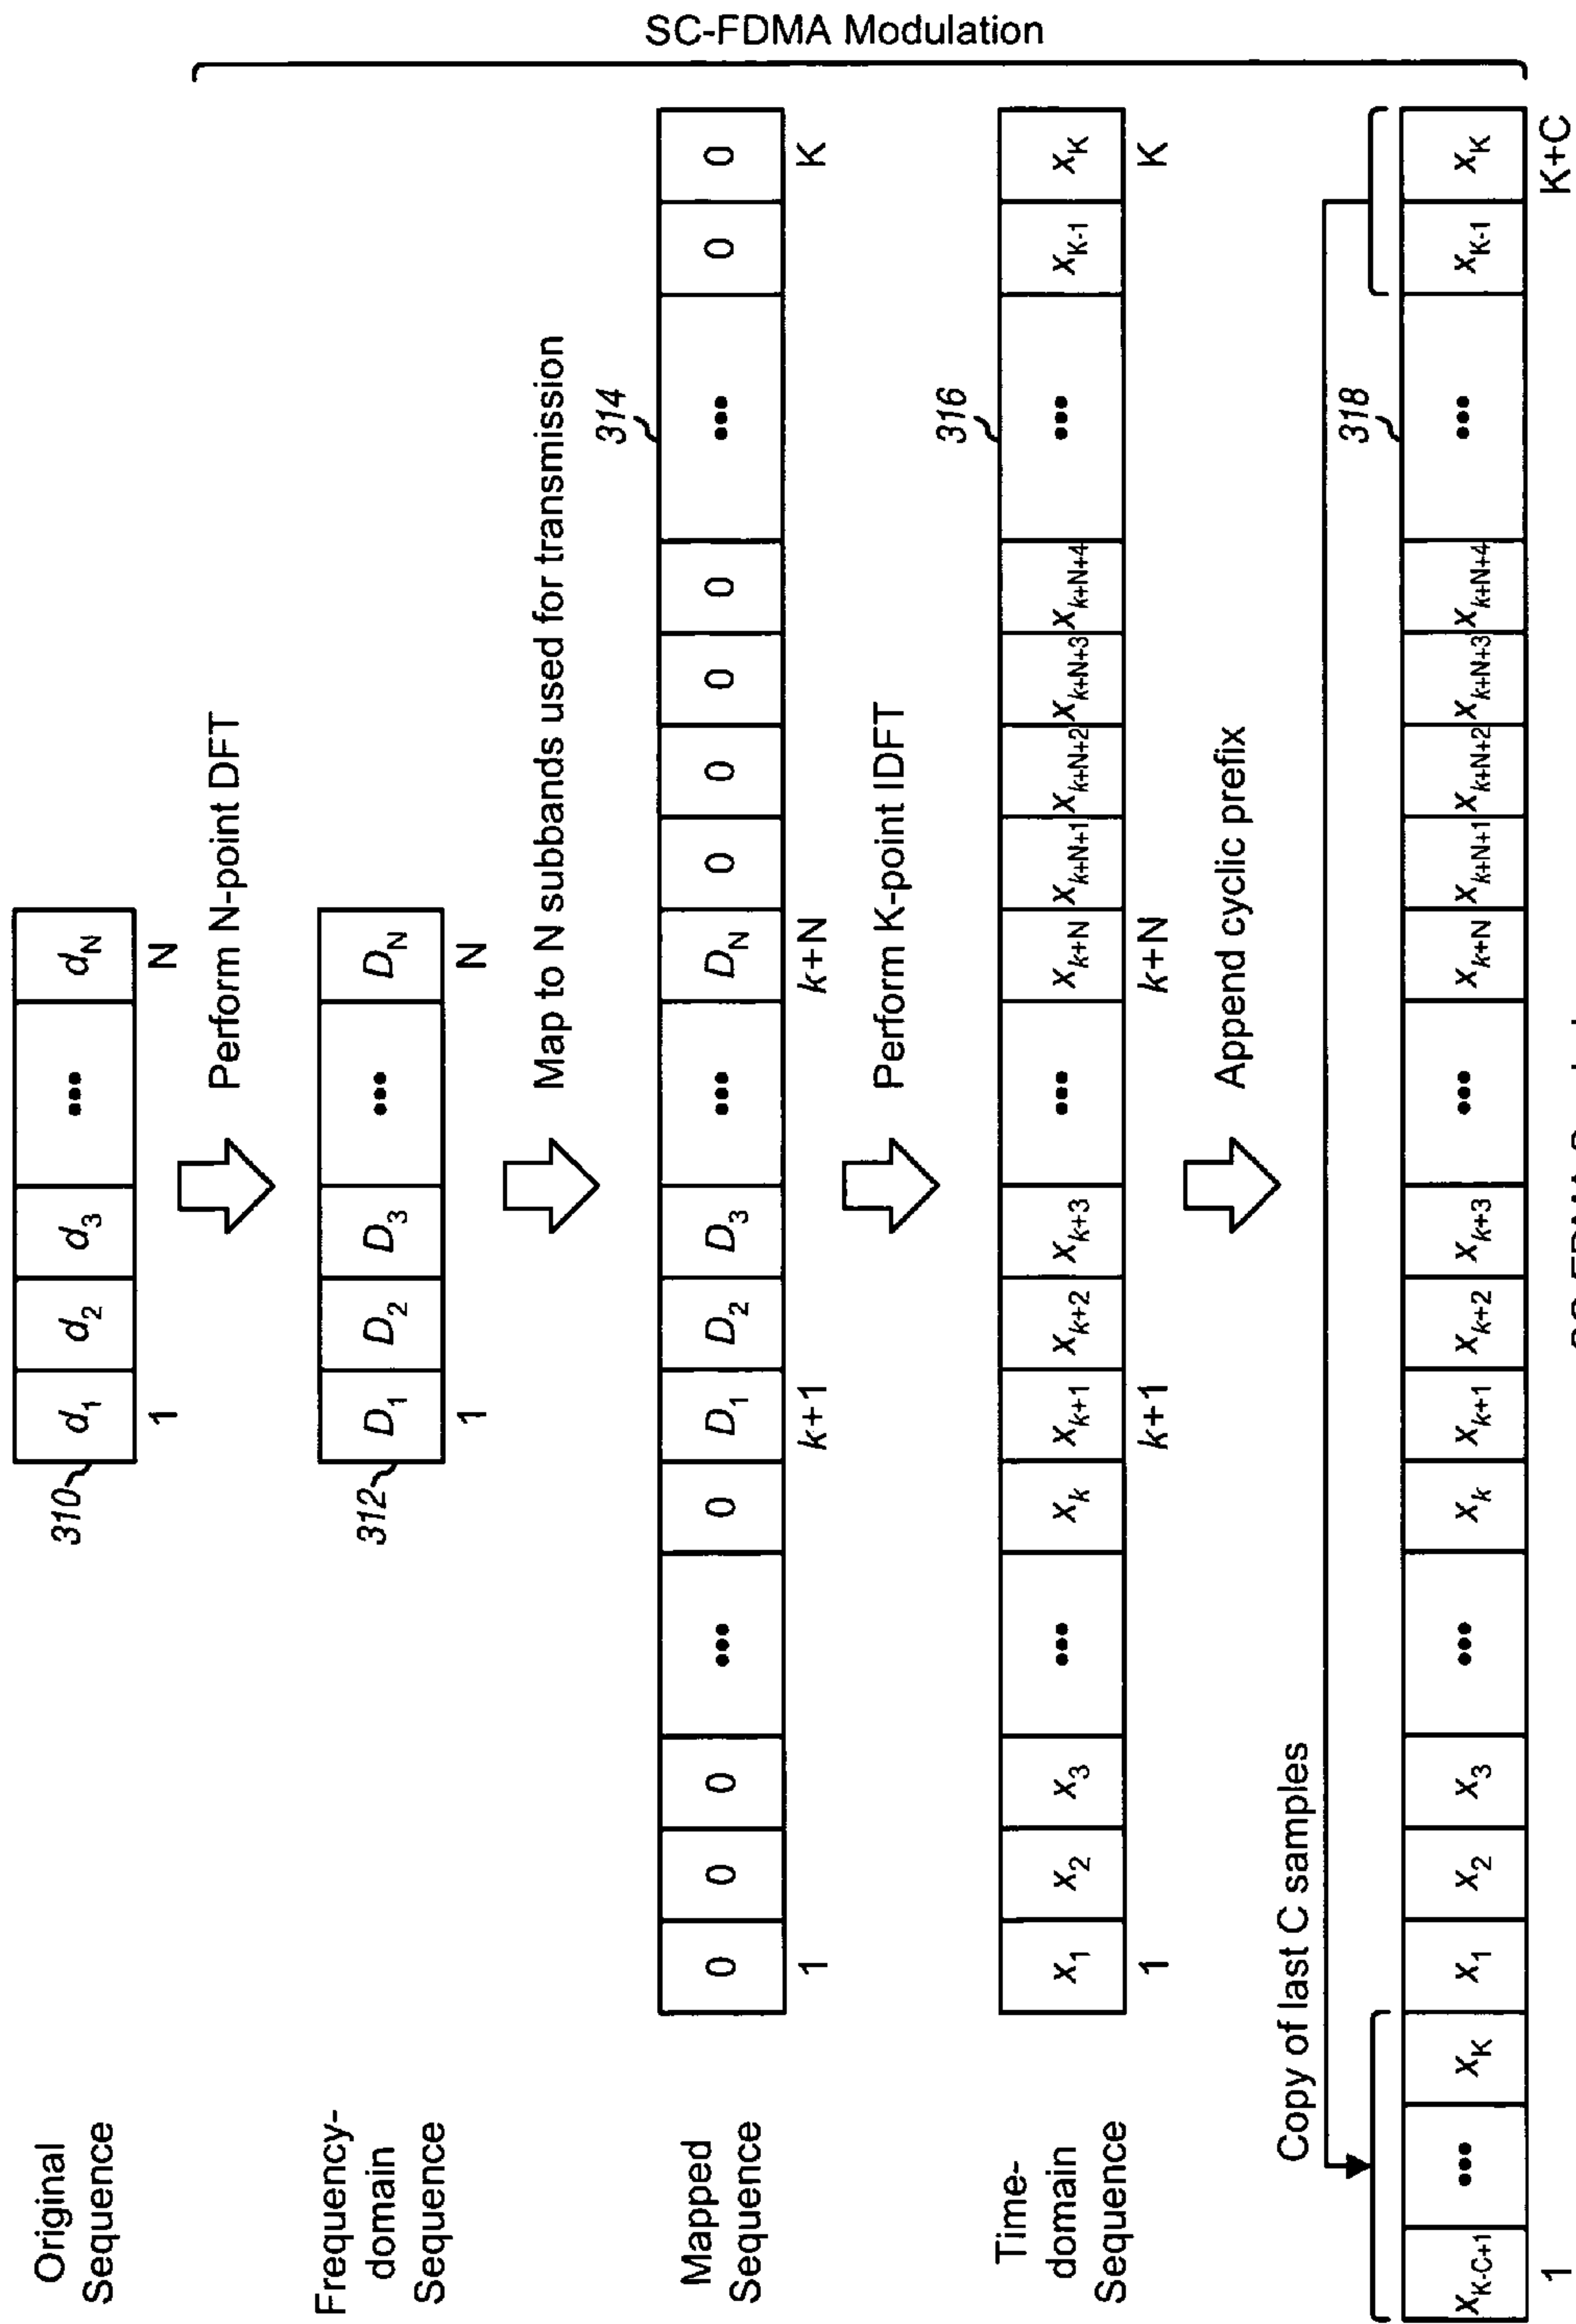 Original
Sequence
310
d1 d2 d3 ••• dN
1 N
Perform N-point DFT
SC-FDMA Modulation
Frequency-
domain
Sequence
312
D1 D2 D3 ••• DN
1 N
Map to N subbands used for transmission
Mapped
Sequence
314
0 0 0 ••• 0 D1 D2 D3 ••• DN 0 0 0 0 ••• 0 0
1 k+1 k+N K
Perform K-point IDFT
Time-
domain
Sequence
316
x1 x2 x3 ••• xk xk+1 xk+2 xk+3 ••• xk+N xk+N+1 xk+N+2 xk+N+3 xk+N+4 ••• xK-1 xK
1 k+1 k+N K
Append cyclic prefix
Copy of last C samples
318
xK-C+1 ••• xK x1 x2 x3 ••• xk xk+1 xk+2 xk+3 ••• xk+N xk+N+1 xk+N+2 xk+N+3 xk+N+4 ••• xK-1 xK
1 K+C